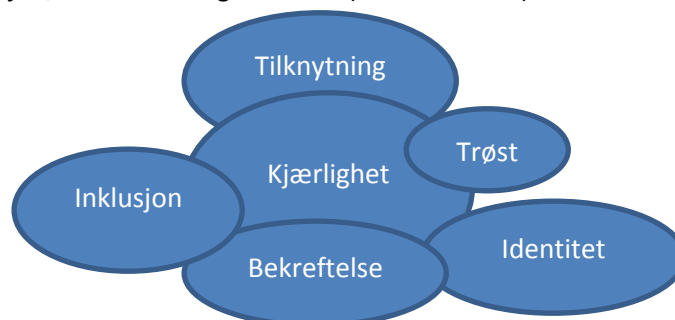 Tilknytning
Trøst
Kjærlighet
Inklusjon
Identitet
Bekreftelse